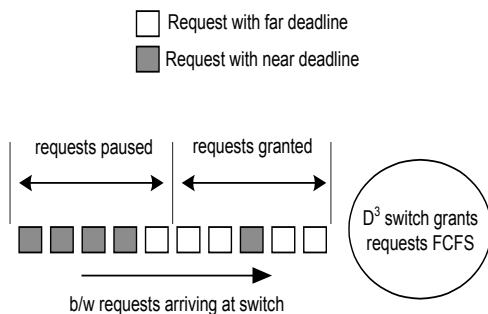 Request with far deadline
Request with near deadline
requests paused
requests granted
D³ switch grants
requests FCFS
b/w requests arriving at switch